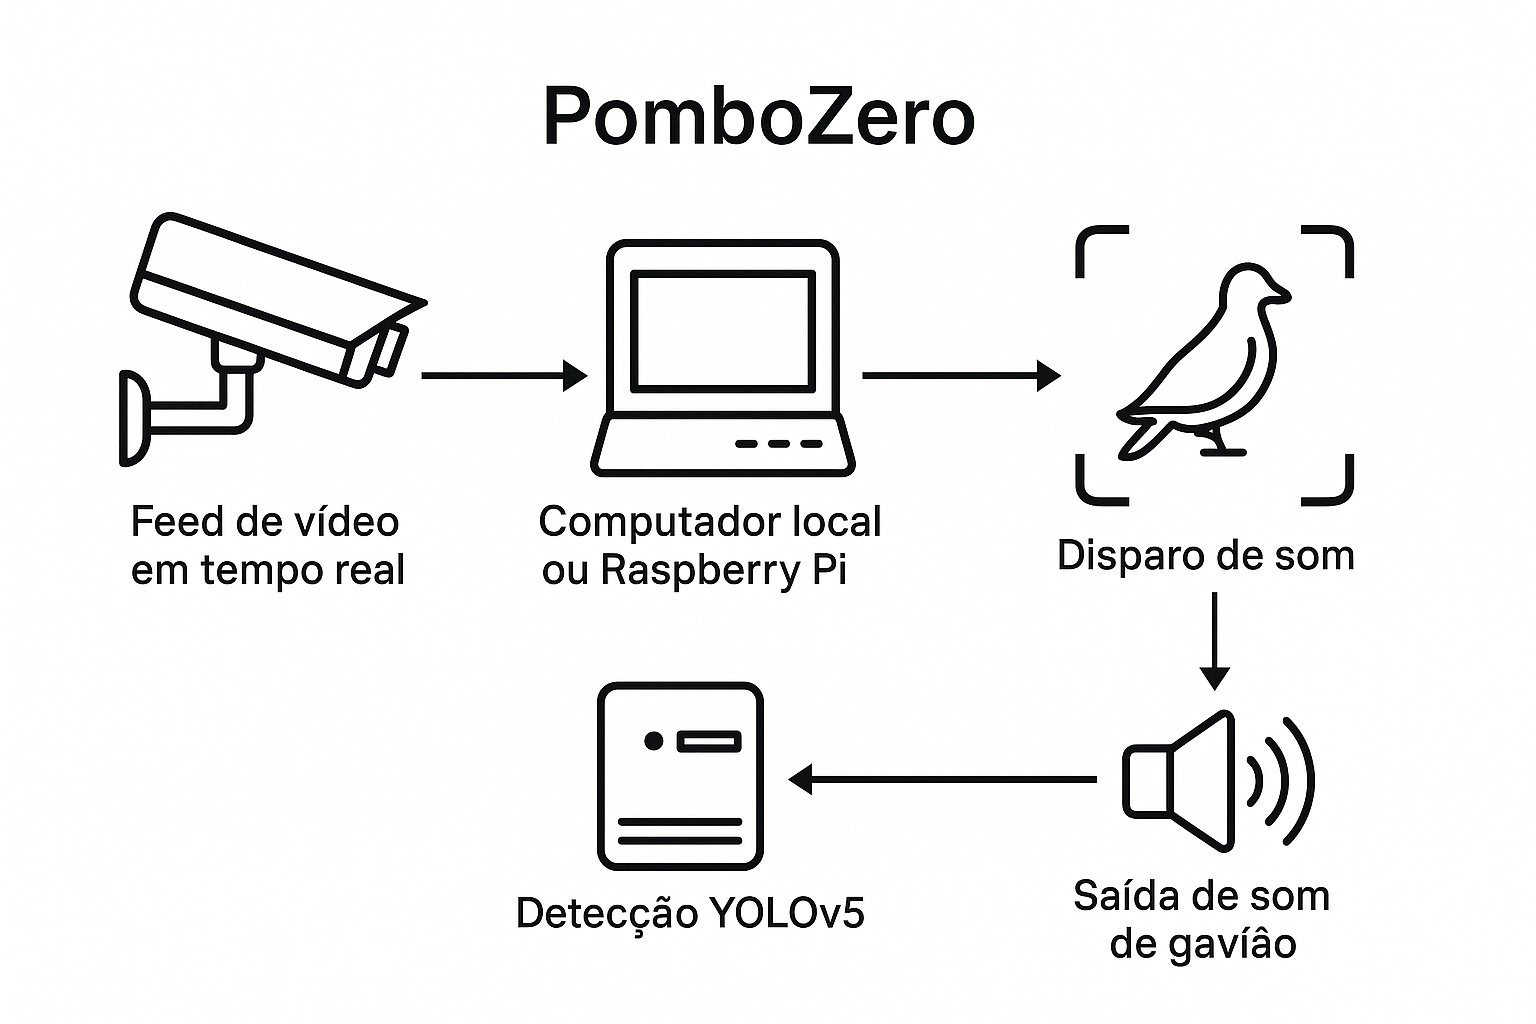 PomboZero
Feed de vídeo
em tempo real
Computador local
ou Raspberry Pi
Disparo de som
Detecção YOLOv5
Saída de som
de gavíâo